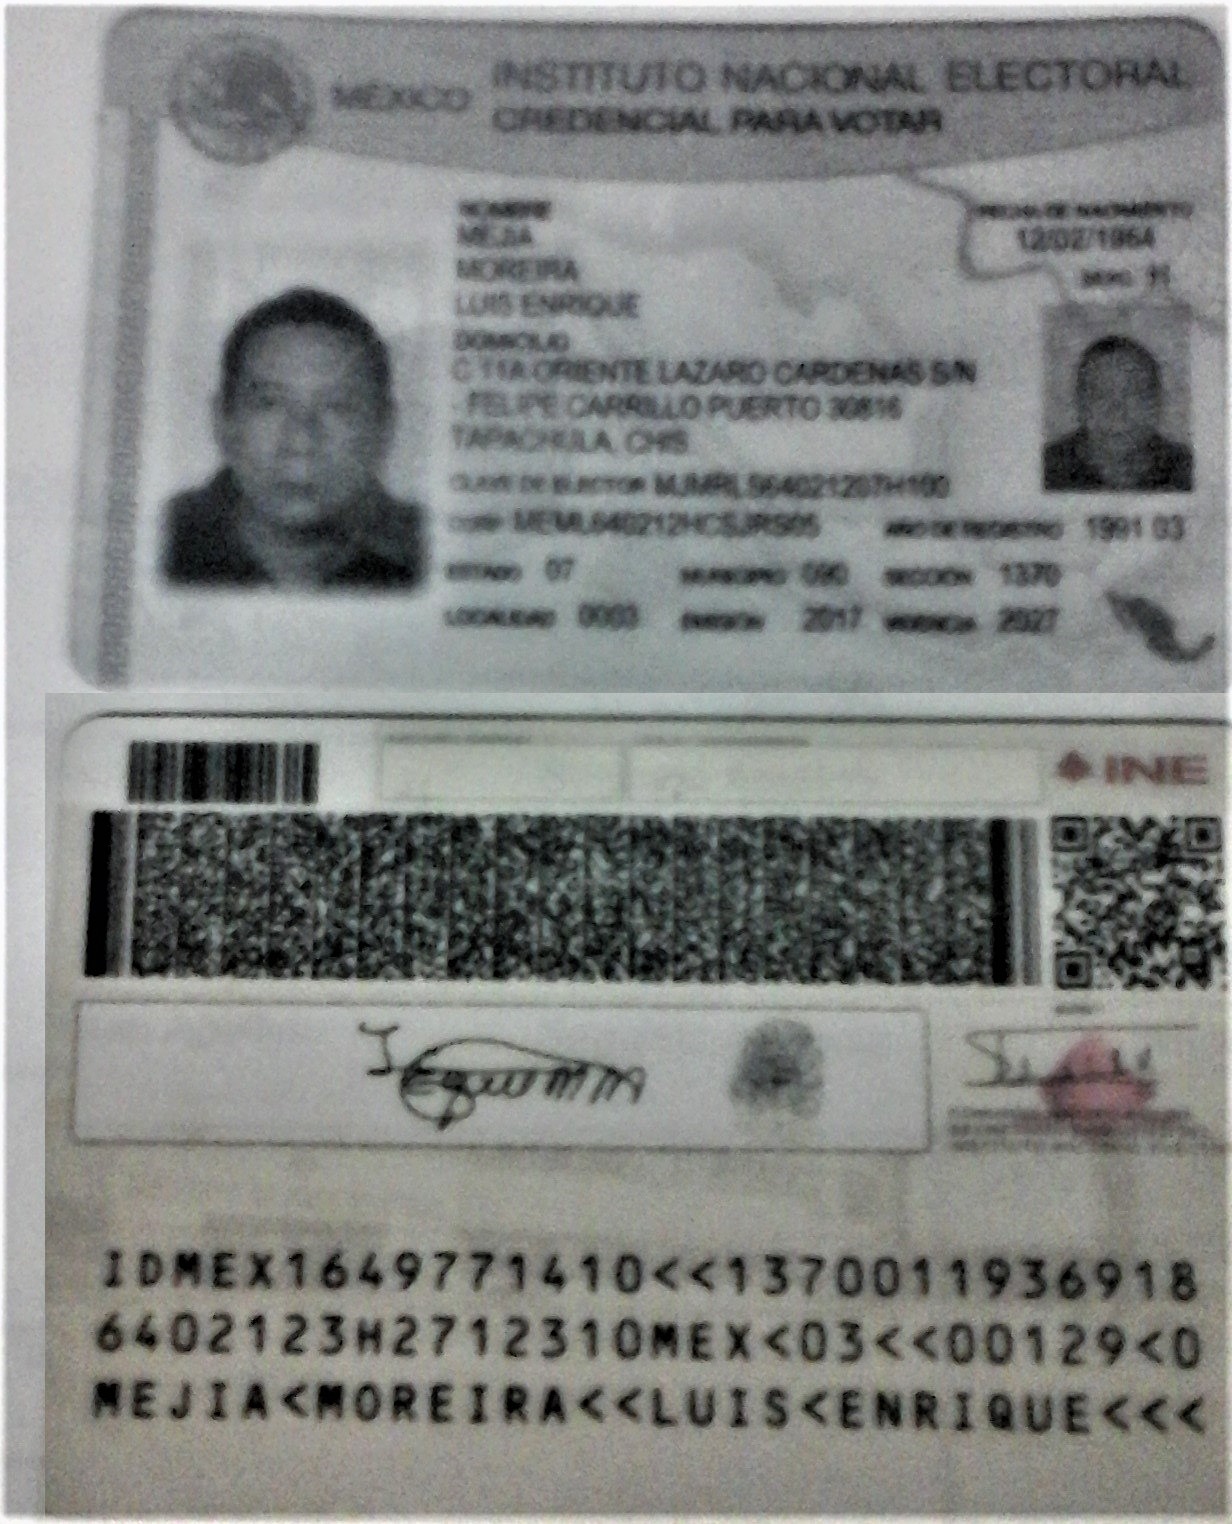 MÉXICO
INSTITUTO NACIONAL ELECTORAL
CREDENCIAL PARA VOTAR
NOMBRE
MEJIA
MOREIRA
LUIS ENRIQUE
FECHA DE NACIMIENTO
12/02/1964
SEXO H
DOMICILIO
C 11A ORIENTE LAZARO CARDENAS S/N
FELIPE CARRILLO PUERTO 30816
TAPACHULA, CHIS.
CLAVE DE ELECTOR MJMRLS64021207H100
CURP MEML640212HCSJRS05
AÑO DE REGISTRO 1991 03
ESTADO 07 MUNICIPIO 090 SECCIÓN 1370
LOCALIDAD 0003 EMISIÓN 2017 VIGENCIA 2027
INE
IDMEX1649771410<<1370011936918
6402123H2712310MEX<03<<00129<0
MEJIA<MOREIRA<<LUIS<ENRIQUE<<<